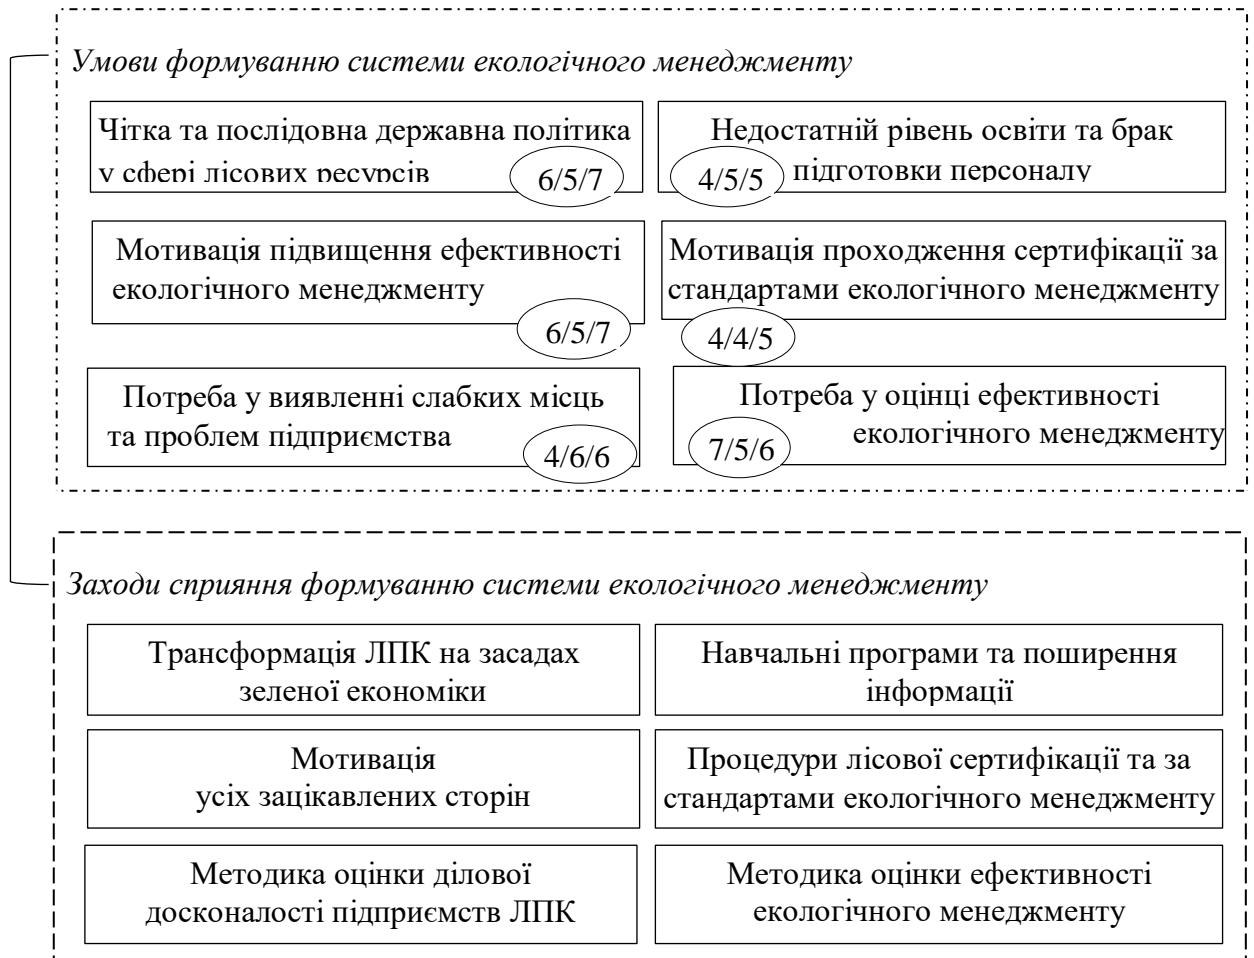 Умови формуванню системи екологічного менеджменту
Чітка та послідовна державна політика
у сфері лісових ресурсів
6/5/7
Недостатній рівень освіти та брак
підготовки персоналу
4/5/5
Мотивація підвищення ефективності
екологічного менеджменту
6/5/7
Мотивація проходження сертифікації за
стандартами екологічного менеджменту
4/4/5
Потреба у виявленні слабких місць
та проблем підприємства
4/6/6
Потреба у оцінці ефективності
екологічного менеджменту
7/5/6
Заходи сприяння формуванню системи екологічного менеджменту
Трансформація ЛПК на засадах
зеленої економіки
Навчальні програми та поширення
інформації
Мотивація
усіх зацікавлених сторін
Процедури лісової сертифікації та за
стандартами екологічного менеджменту
Методика оцінки ділової
досконалості підприємств ЛПК
Методика оцінки ефективності
екологічного менеджменту